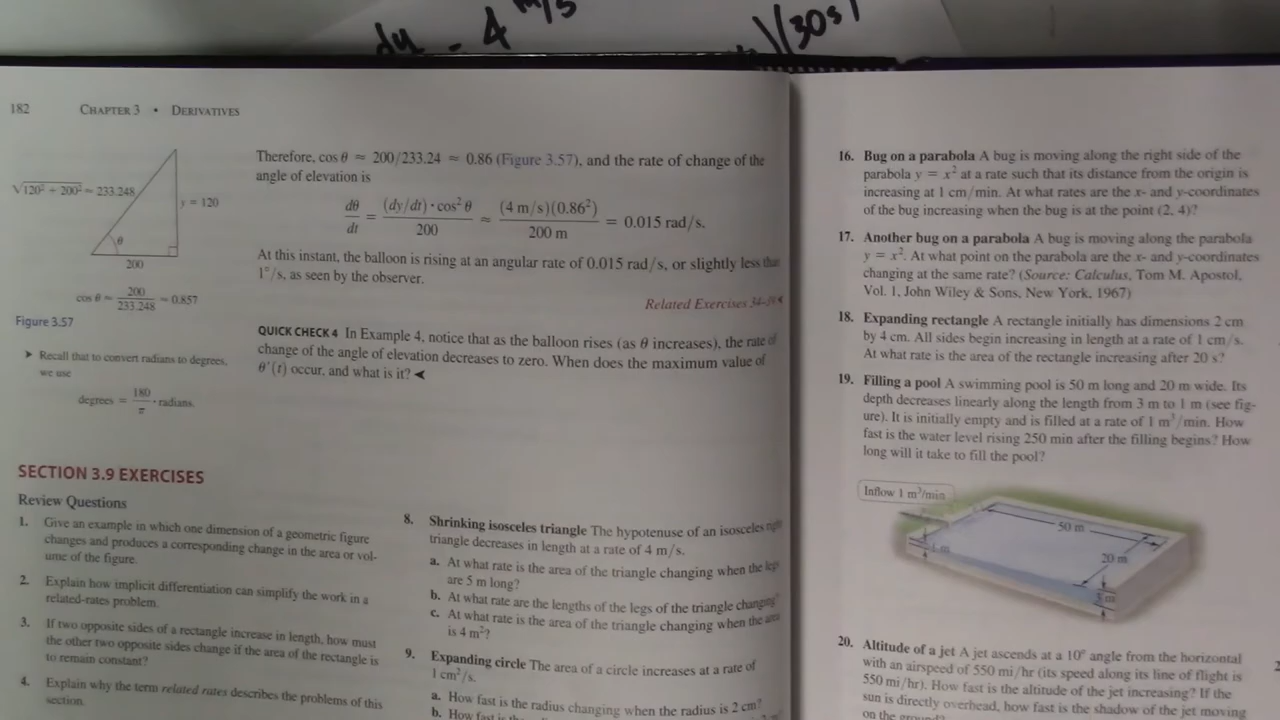 dy = 4 m/s
)(30s)
182 CHAPTER 3 • DERIVATIVES
√120² + 200² ≈ 233.248
y = 120
θ
200
cos θ ≈ 200/233.248 ≈ 0.857
Figure 3.57
➤ Recall that to convert radians to degrees,
we use
degrees = 180/π · radians.
Therefore, cos θ ≈ 200/233.24 ≈ 0.86 (Figure 3.57), and the rate of change of the
angle of elevation is
dθ/dt = (dy/dt) · cos² θ / 200 ≈ (4 m/s)(0.86²) / 200 m = 0.015 rad/s.
At this instant, the balloon is rising at an angular rate of 0.015 rad/s, or slightly less than
1°/s, as seen by the observer.
Related Exercises
QUICK CHECK 4 In Example 4, notice that as the balloon rises (as θ increases), the rate of
change of the angle of elevation decreases to zero. When does the maximum value of
θ′(t) occur, and what is it? ◄
SECTION 3.9 EXERCISES
Review Questions
1. Give an example in which one dimension of a geometric figure
changes and produces a corresponding change in the area or vol-
ume of the figure.
2. Explain how implicit differentiation can simplify the work in a
related-rates problem.
3. If two opposite sides of a rectangle increase in length, how must
the other two opposite sides change if the area of the rectangle is
to remain constant?
4. Explain why the term related rates describes the problems of this
section.
8. Shrinking isosceles triangle The hypotenuse of an isosceles right
triangle decreases in length at a rate of 4 m/s.
a. At what rate is the area of the triangle changing when the legs
are 5 m long?
b. At what rate are the lengths of the legs of the triangle changing?
c. At what rate is the area of the triangle changing when the area
is 4 m²?
9. Expanding circle The area of a circle increases at a rate of
1 cm²/s.
a. How fast is the radius changing when the radius is 2 cm?
b. How fast is the
16. Bug on a parabola A bug is moving along the right side of the
parabola y = x² at a rate such that its distance from the origin is
increasing at 1 cm/min. At what rates are the x- and y-coordinates
of the bug increasing when the bug is at the point (2, 4)?
17. Another bug on a parabola A bug is moving along the parabola
y = x². At what point on the parabola are the x- and y-coordinates
changing at the same rate? (Source: Calculus, Tom M. Apostol,
Vol. 1, John Wiley & Sons, New York, 1967)
18. Expanding rectangle A rectangle initially has dimensions 2 cm
by 4 cm. All sides begin increasing in length at a rate of 1 cm/s.
At what rate is the area of the rectangle increasing after 20 s?
19. Filling a pool A swimming pool is 50 m long and 20 m wide. Its
depth decreases linearly along the length from 3 m to 1 m (see fig-
ure). It is initially empty and is filled at a rate of 1 m³/min. How
fast is the water level rising 250 min after the filling begins? How
long will it take to fill the pool?
Inflow 1 m³/min
50 m
20 m
1 m
3 m
20. Altitude of a jet A jet ascends at a 10° angle from the horizontal
with an airspeed of 550 mi/hr (its speed along its line of flight is
550 mi/hr). How fast is the altitude of the jet increasing? If the
sun is directly overhead, how fast is the shadow of the jet moving
on the ground?
2